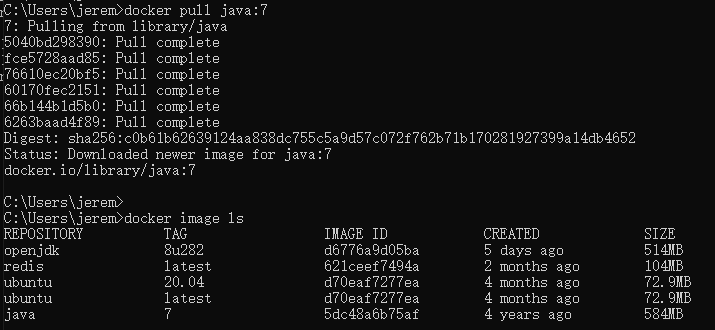 C:\Users\jerem>docker pull java:7
7: Pulling from library/java
5040bd298390: Pull complete
fce5728aad85: Pull complete
76610ec20bf5: Pull complete
60170fec2151: Pull complete
66b144b1d5b0: Pull complete
6263baad4f89: Pull complete
Digest: sha256:c0b61b62639124aa838dc755c5a9d57c072f762b71b170281927399a14db4652
Status: Downloaded newer image for java:7
docker.io/library/java:7
C:\Users\jerem>
C:\Users\jerem>docker image ls
REPOSITORY TAG IMAGE ID CREATED SIZE
openjdk 8u282 d6776a9d05ba 5 days ago 514MB
redis latest 621ceef7494a 2 months ago 104MB
ubuntu 20.04 d70eaf7277ea 4 months ago 72.9MB
ubuntu latest d70eaf7277ea 4 months ago 72.9MB
java 7 5dc48a6b75af 4 years ago 584MB